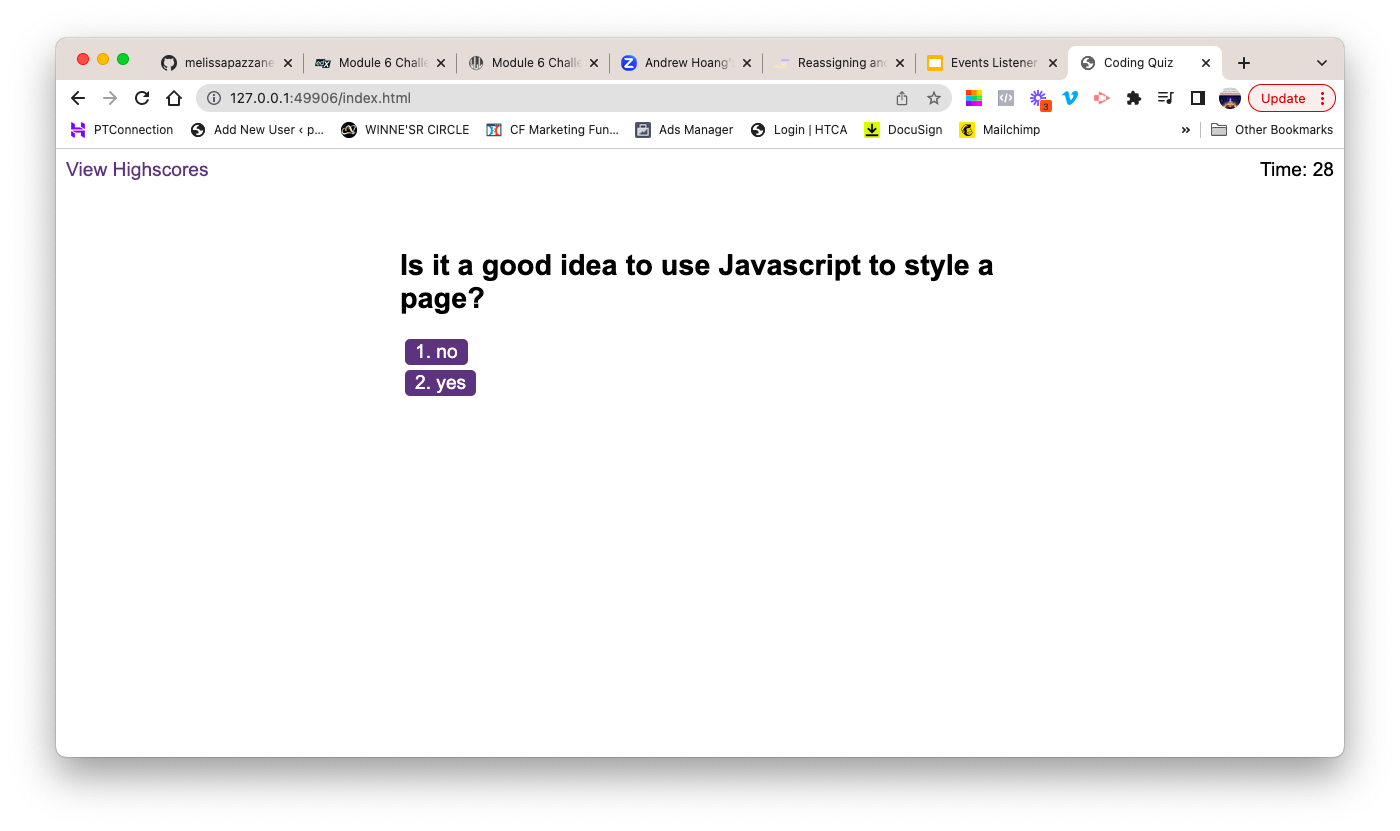 melissapazzane
Module 6 Challe
Module 6 Challe
Andrew Hoang's
Reassigning and
Events Listener
Coding Quiz
127.0.0.1:49906/index.html
3
Update
PTConnection
Add New User ‹ p...
WINNE'SR CIRCLE
CF Marketing Fun...
Ads Manager
Login | HTCA
DocuSign
Mailchimp
»
Other Bookmarks
View Highscores
Time: 28
Is it a good idea to use Javascript to style a
page?
1. no
2. yes